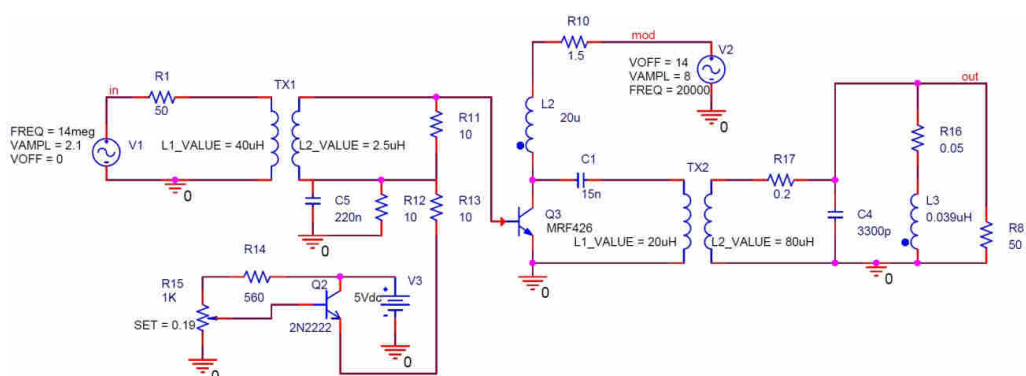 R10
1.5
mod
V2
VOFF = 14
VAMPL = 8
FREQ = 20000
0
in
R1
50
TX1
FREQ = 14meg
VAMPL = 2.1
VOFF = 0
V1
L1_VALUE = 40uH
L2_VALUE = 2.5uH
0
R11
10
L2
20u
C1
15n
C5
220n
R12
10
R13
10
0
Q3
MRF426
0
TX2
L1_VALUE = 20uH
L2_VALUE = 80uH
R17
0.2
out
R16
0.05
C4
3300p
L3
0.039uH
R8
50
0
R14
560
R15
1K
SET = 0.19
0
Q2
2N2222
V3
5Vdc
0